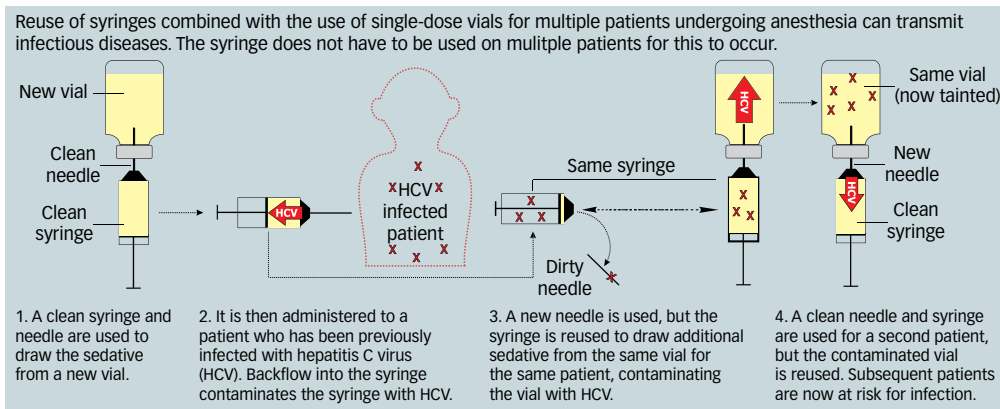 Reuse of syringes combined with the use of single-dose vials for multiple patients undergoing anesthesia can transmit
infectious diseases. The syringe does not have to be used on mulitple patients for this to occur.
New vial
Clean
needle
Clean
syringe
HCV
HCV
infected
patient
Same syringe
Dirty
needle
HCV
Same vial
(now tainted)
New
needle
HCV
Clean
syringe
1. A clean syringe and
needle are used to
draw the sedative
from a new vial.
2. It is then administered to a
patient who has been previously
infected with hepatitis C virus
(HCV). Backflow into the syringe
contaminates the syringe with HCV.
3. A new needle is used, but the
syringe is reused to draw additional
sedative from the same vial for
the same patient, contaminating
the vial with HCV.
4. A clean needle and syringe
are used for a second patient,
but the contaminated vial
is reused. Subsequent patients
are now at risk for infection.